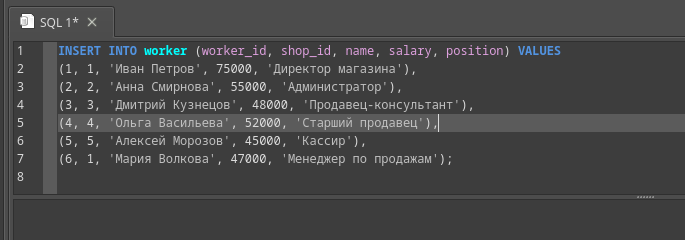 SQL 1*
1 INSERT INTO worker (worker_id, shop_id, name, salary, position) VALUES
2 (1, 1, 'Иван Петров', 75000, 'Директор магазина'),
3 (2, 2, 'Анна Смирнова', 55000, 'Администратор'),
4 (3, 3, 'Дмитрий Кузнецов', 48000, 'Продавец-консультант'),
5 (4, 4, 'Ольга Васильева', 52000, 'Старший продавец'),
6 (5, 5, 'Алексей Морозов', 45000, 'Кассир'),
7 (6, 1, 'Мария Волкова', 47000, 'Менеджер по продажам');
8